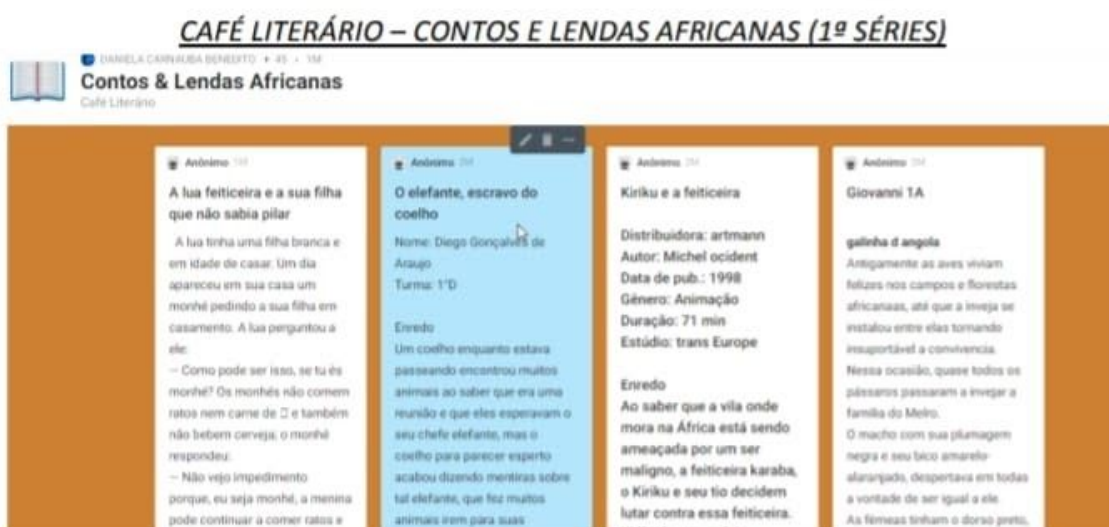 CAFÉ LITERÁRIO – CONTOS E LENDAS AFRICANAS (1ª SÉRIES)
DANIELA CARNAUBA BENEDITO + 45 • 1M
Contos & Lendas Africanas
Café Literário
Anônimo 1M
A lua feiticeira e a sua filha
que não sabia pilar
A lua tinha uma filha branca e
em idade de casar. Um dia
apareceu em sua casa um
monhé pedindo a sua filha em
casamento. A lua perguntou a
ele:
— Como pode ser isso, se tu és
monhé? Os monhés não comem
ratos nem carne de  e também
não bebem cerveja; o monhé
respondeu:
— Não vejo impedimento
porque, eu seja monhé, a menina
pode continuar a comer ratos e
Anônimo
O elefante, escravo do
coelho
Nome: Diego Gonçalves de
Araujo
Turma: 1°D
Enredo
Um coelho enquanto estava
passeando encontrou muitos
animais ao saber que era uma
reunião e que eles esperavam o
seu chefe elefante, mas o
coelho para parecer esperto
acabou dizendo mentiras sobre
tal elefante, que fez muitos
animais irem para suas
Anônimo
Kiriku e a feiticeira
Distribuidora: artmann
Autor: Michel ocident
Data de pub.: 1998
Gênero: Animação
Duração: 71 min
Estúdio: trans Europe
Enredo
Ao saber que a vila onde
mora na África está sendo
ameaçada por um ser
maligno, a feiticeira karaba,
o Kiriku e seu tio decidem
lutar contra essa feiticeira.
Anônimo
Giovanni 1A
galinha d angola
Antigamente as aves viviam
felizes nos campos e florestas
africanaas, até que a inveja se
instalou entre elas tornando
insuportável a convivencia.
Nessa ocasião, quase todos os
pássaros passaram a invejar a
família do Melro.
O macho com sua plumagem
negra e seu bico amarelo-
alaranjado, despertava em todas
a vontade de ser igual a ele.
As fêmeas tinham o dorso preto,